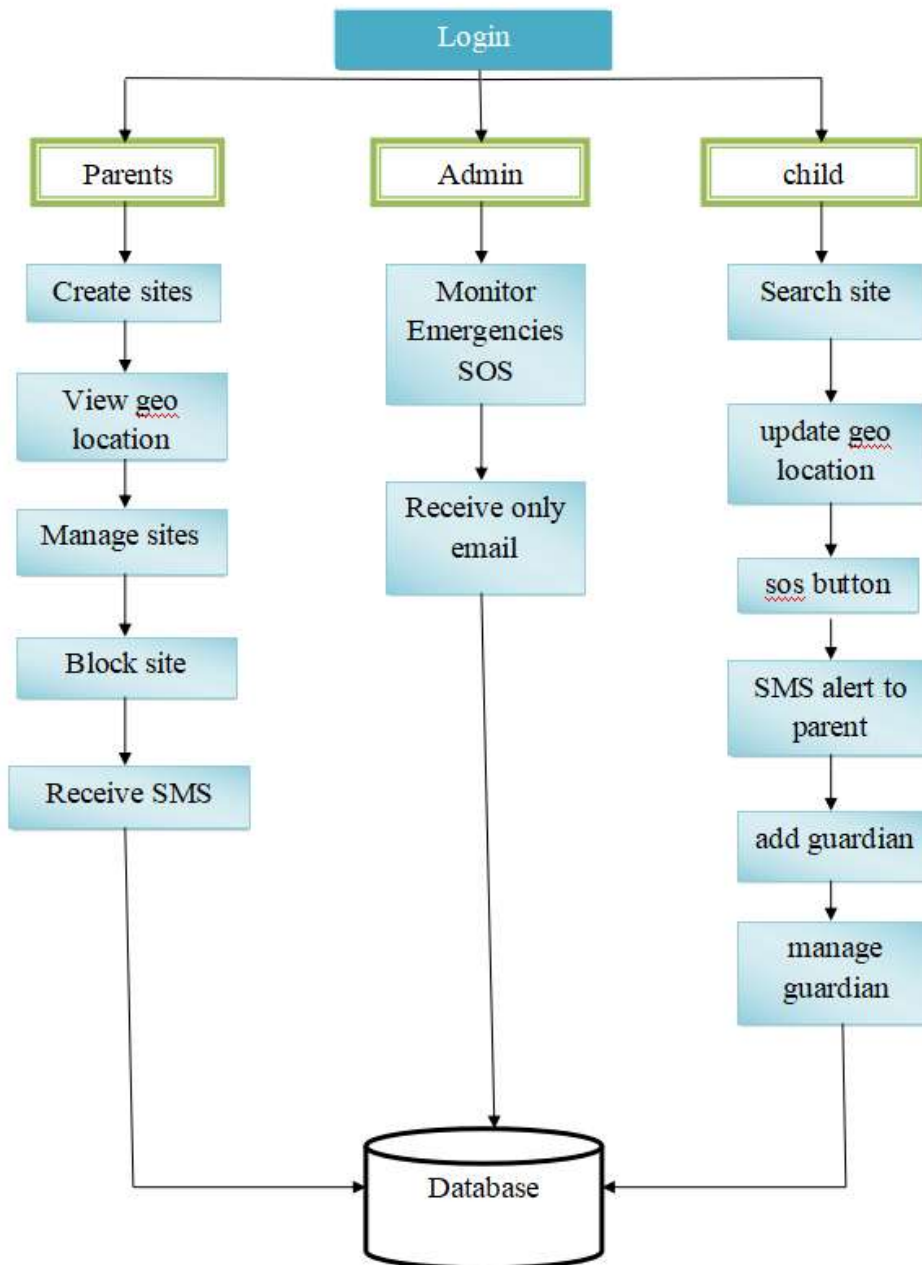 Login
Parents
Admin
child
Create sites
View geo
location
Manage sites
Block site
Receive SMS
Monitor
Emergencies
SOS
Receive only
email
Search site
update geo
location
sos button
SMS alert to
parent
add guardian
manage
guardian
Database